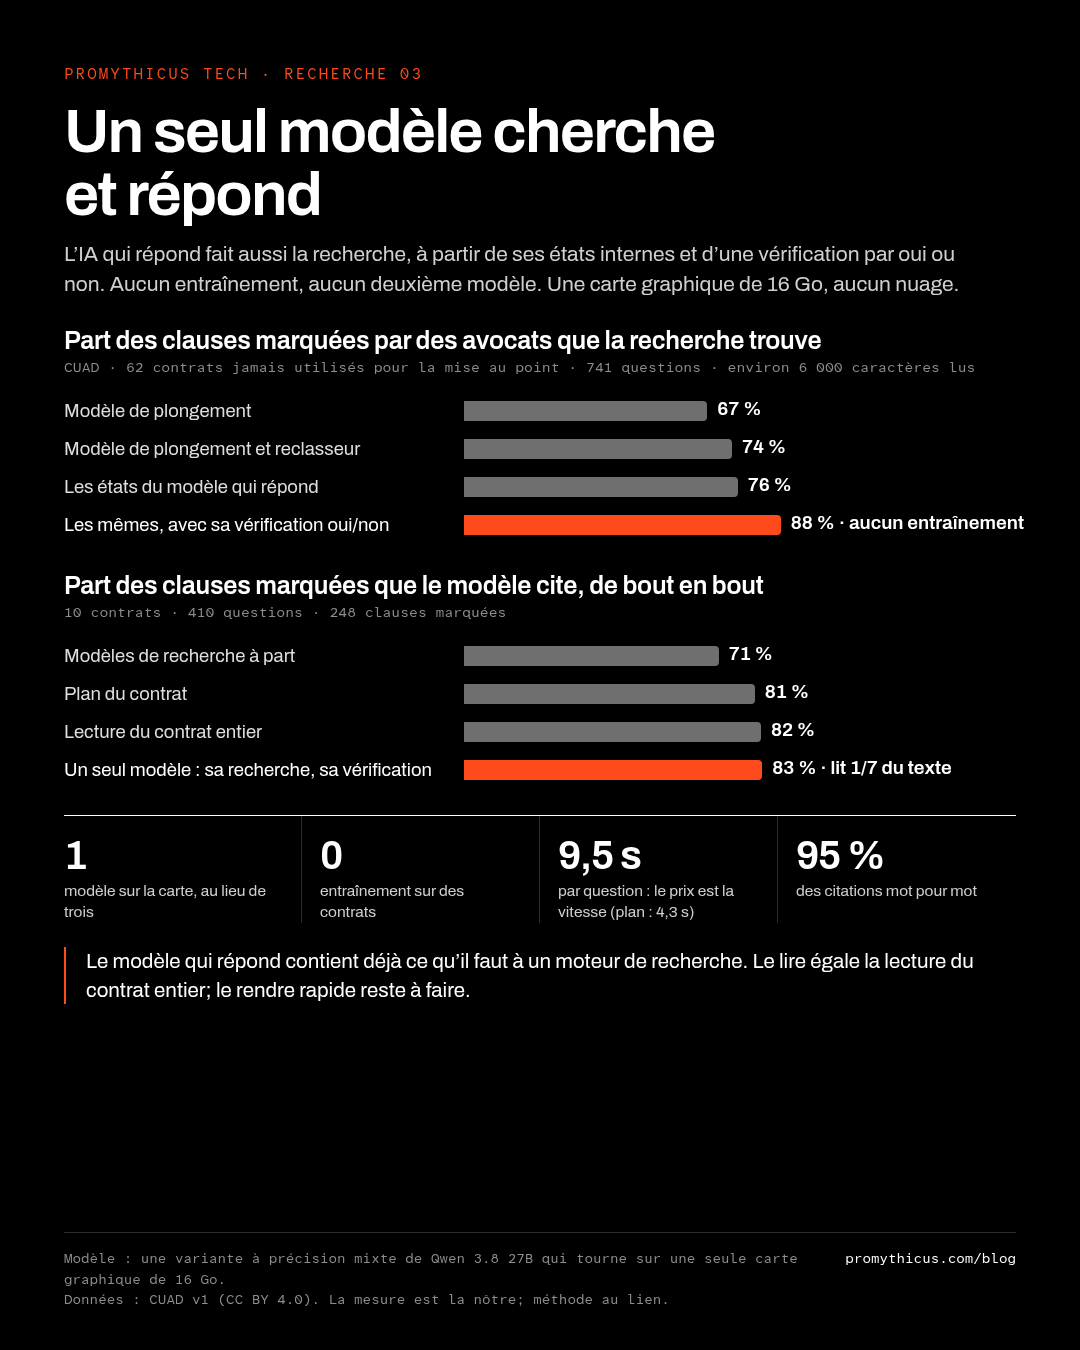 PROMYTHICUS TECH · RECHERCHE 03
Un seul modèle cherche
et répond
L’IA qui répond fait aussi la recherche, à partir de ses états internes et d’une vérification par oui ou
non. Aucun entraînement, aucun deuxième modèle. Une carte graphique de 16 Go, aucun nuage.
Part des clauses marquées par des avocats que la recherche trouve
CUAD · 62 contrats jamais utilisés pour la mise au point · 741 questions · environ 6 000 caractères lus
Modèle de plongement 67 %
Modèle de plongement et reclasseur 74 %
Les états du modèle qui répond 76 %
Les mêmes, avec sa vérification oui/non 88 % · aucun entraînement
Part des clauses marquées que le modèle cite, de bout en bout
10 contrats · 410 questions · 248 clauses marquées
Modèles de recherche à part 71 %
Plan du contrat 81 %
Lecture du contrat entier 82 %
Un seul modèle : sa recherche, sa vérification 83 % · lit 1/7 du texte
1
modèle sur la carte, au lieu de
trois
0
entraînement sur des
contrats
9,5 s
par question : le prix est la
vitesse (plan : 4,3 s)
95 %
des citations mot pour mot
Le modèle qui répond contient déjà ce qu’il faut à un moteur de recherche. Le lire égale la lecture du
contrat entier; le rendre rapide reste à faire.
Modèle : une variante à précision mixte de Qwen 3.8 27B qui tourne sur une seule carte
graphique de 16 Go.
Données : CUAD v1 (CC BY 4.0). La mesure est la nôtre; méthode au lien.
promythicus.com/blog